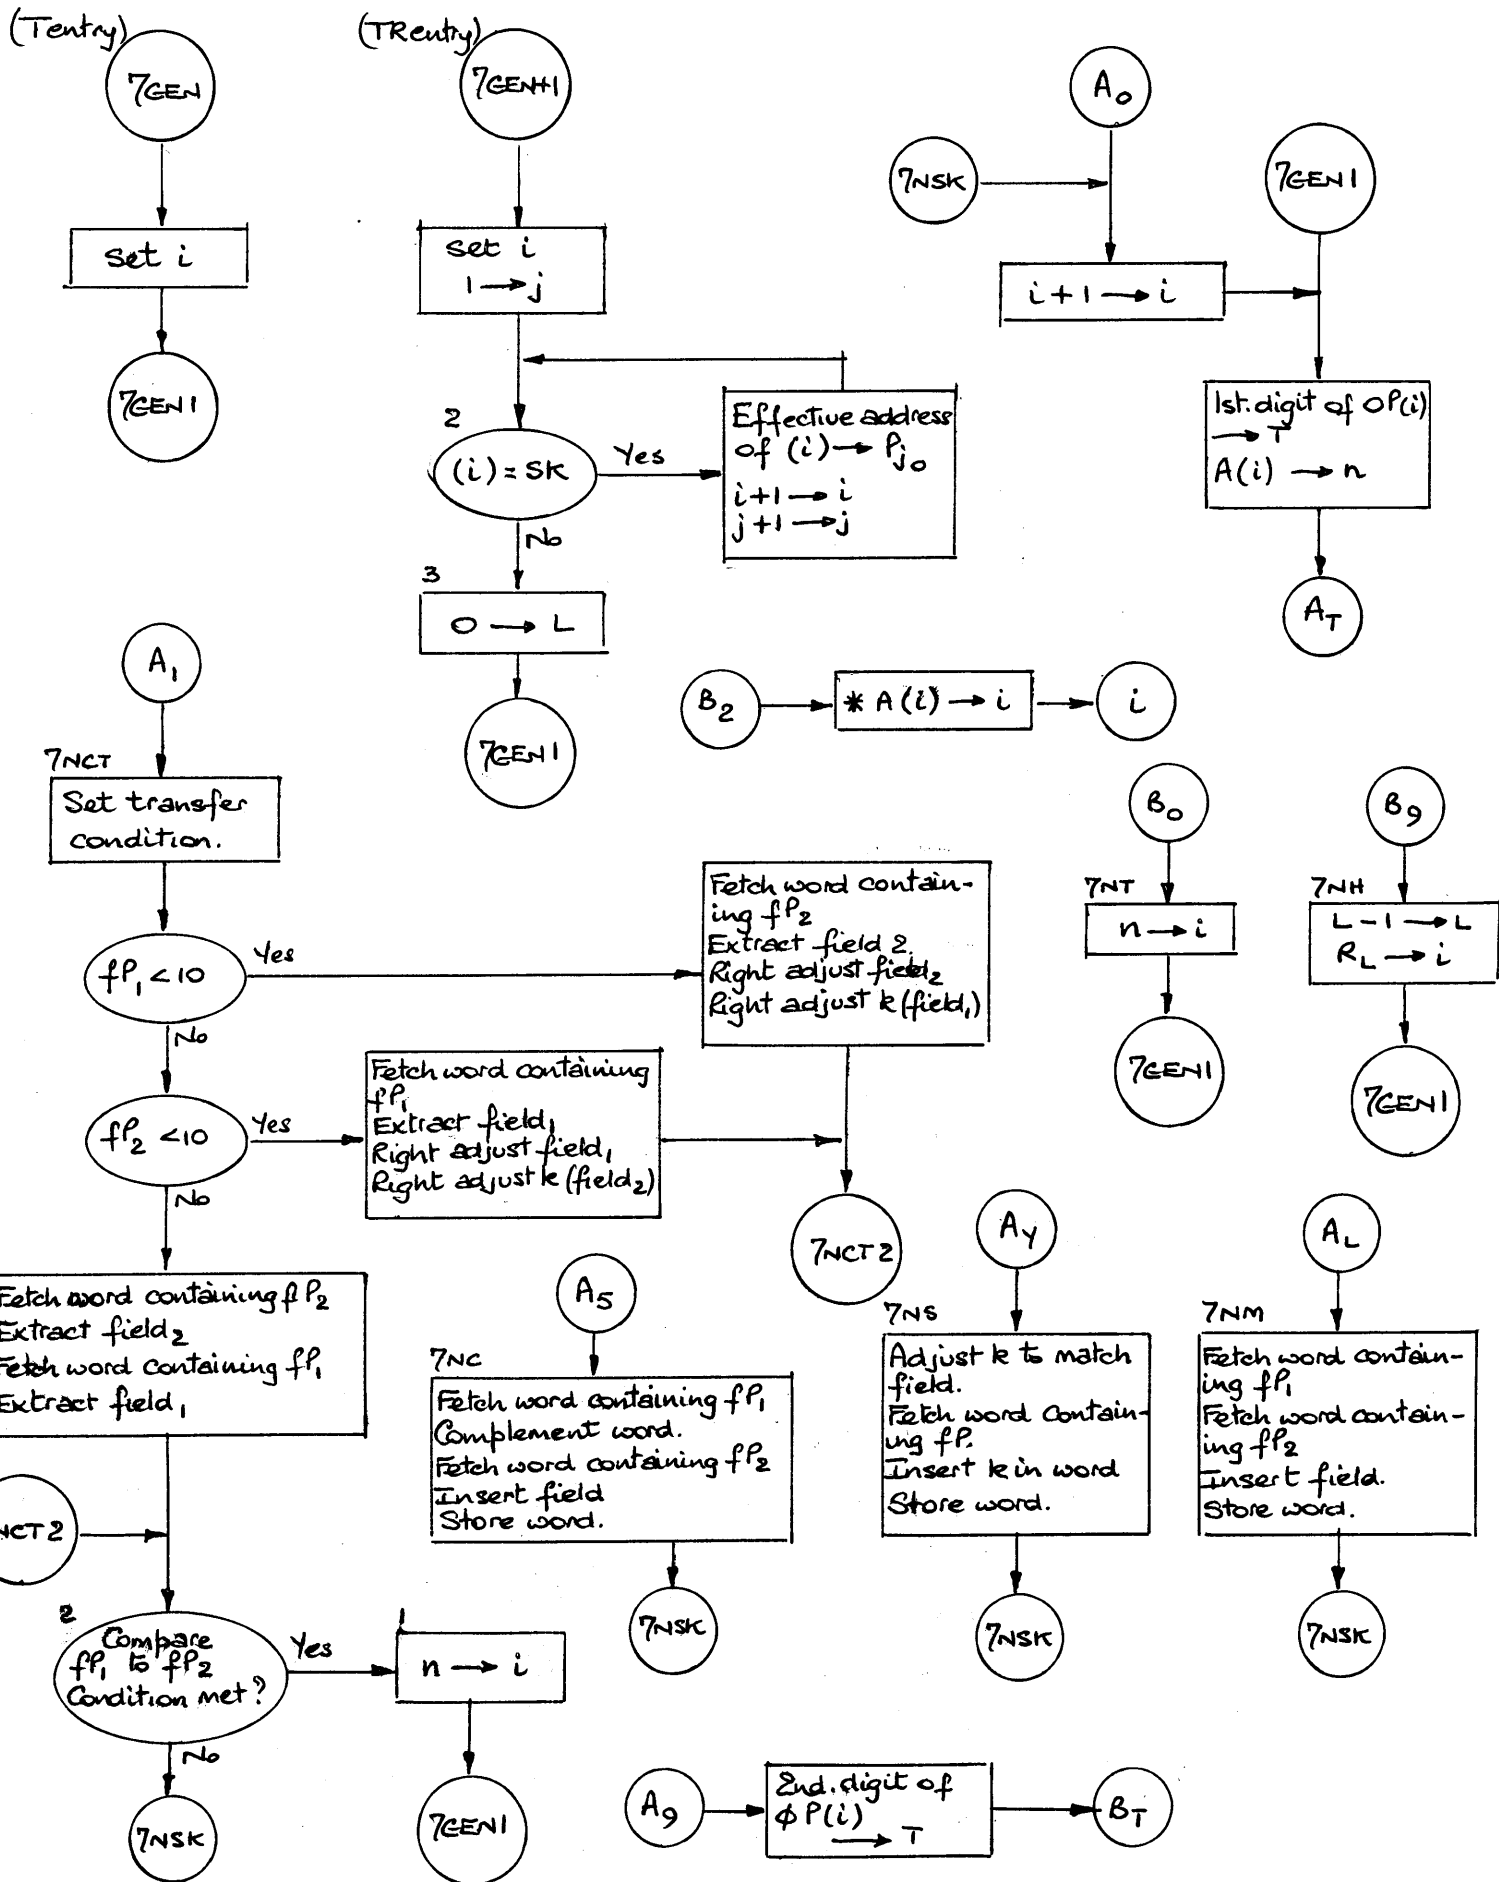 (Tentry)
7GEN
Set i
7GEN1
(TRentry)
7GEN+1
Set i
1 → j
2
(i) = SK
Yes
Effective address
of (i) → Pj0
i+1 → i
j+1 → j
No
3
0 → L
7GEN1
A0
7NSK
i + 1 → i
7GEN1
1st. digit of OP(i)
→ T
A(i) → n
AT
B2
* A(i) → i
i
A1
7NCT
Set transfer
condition.
fP1 < 10
Yes
Fetch word contain-
ing fP2
Extract field 2.
Right adjust field2
Right adjust k (field1)
No
fP2 < 10
Yes
Fetch word containing
fP1
Extract field1
Right adjust field1
Right adjust k (field2)
7NCT2
No
Fetch word containing fP2
Extract field2
Fetch word containing fP1
Extract field1
NCT2
2
Compare
fP1 to fP2
Condition met?
Yes
1
n → i
7GEN1
No
7NSK
B0
7NT
n → i
7GEN1
B9
7NH
L - 1 → L
RL → i
7GEN1
A5
7NC
Fetch word containing fP1
Complement word.
Fetch word containing fP2
Insert field
Store word.
7NSK
AY
7NS
Adjust k to match
field.
Fetch word contain-
ing fP.
Insert k in word
Store word.
7NSK
AL
7NM
Fetch word contain-
ing fP1
Fetch word contain-
ing fP2
Insert field.
Store word.
7NSK
A9
2nd. digit of
ϕP(i)
→ T
BT